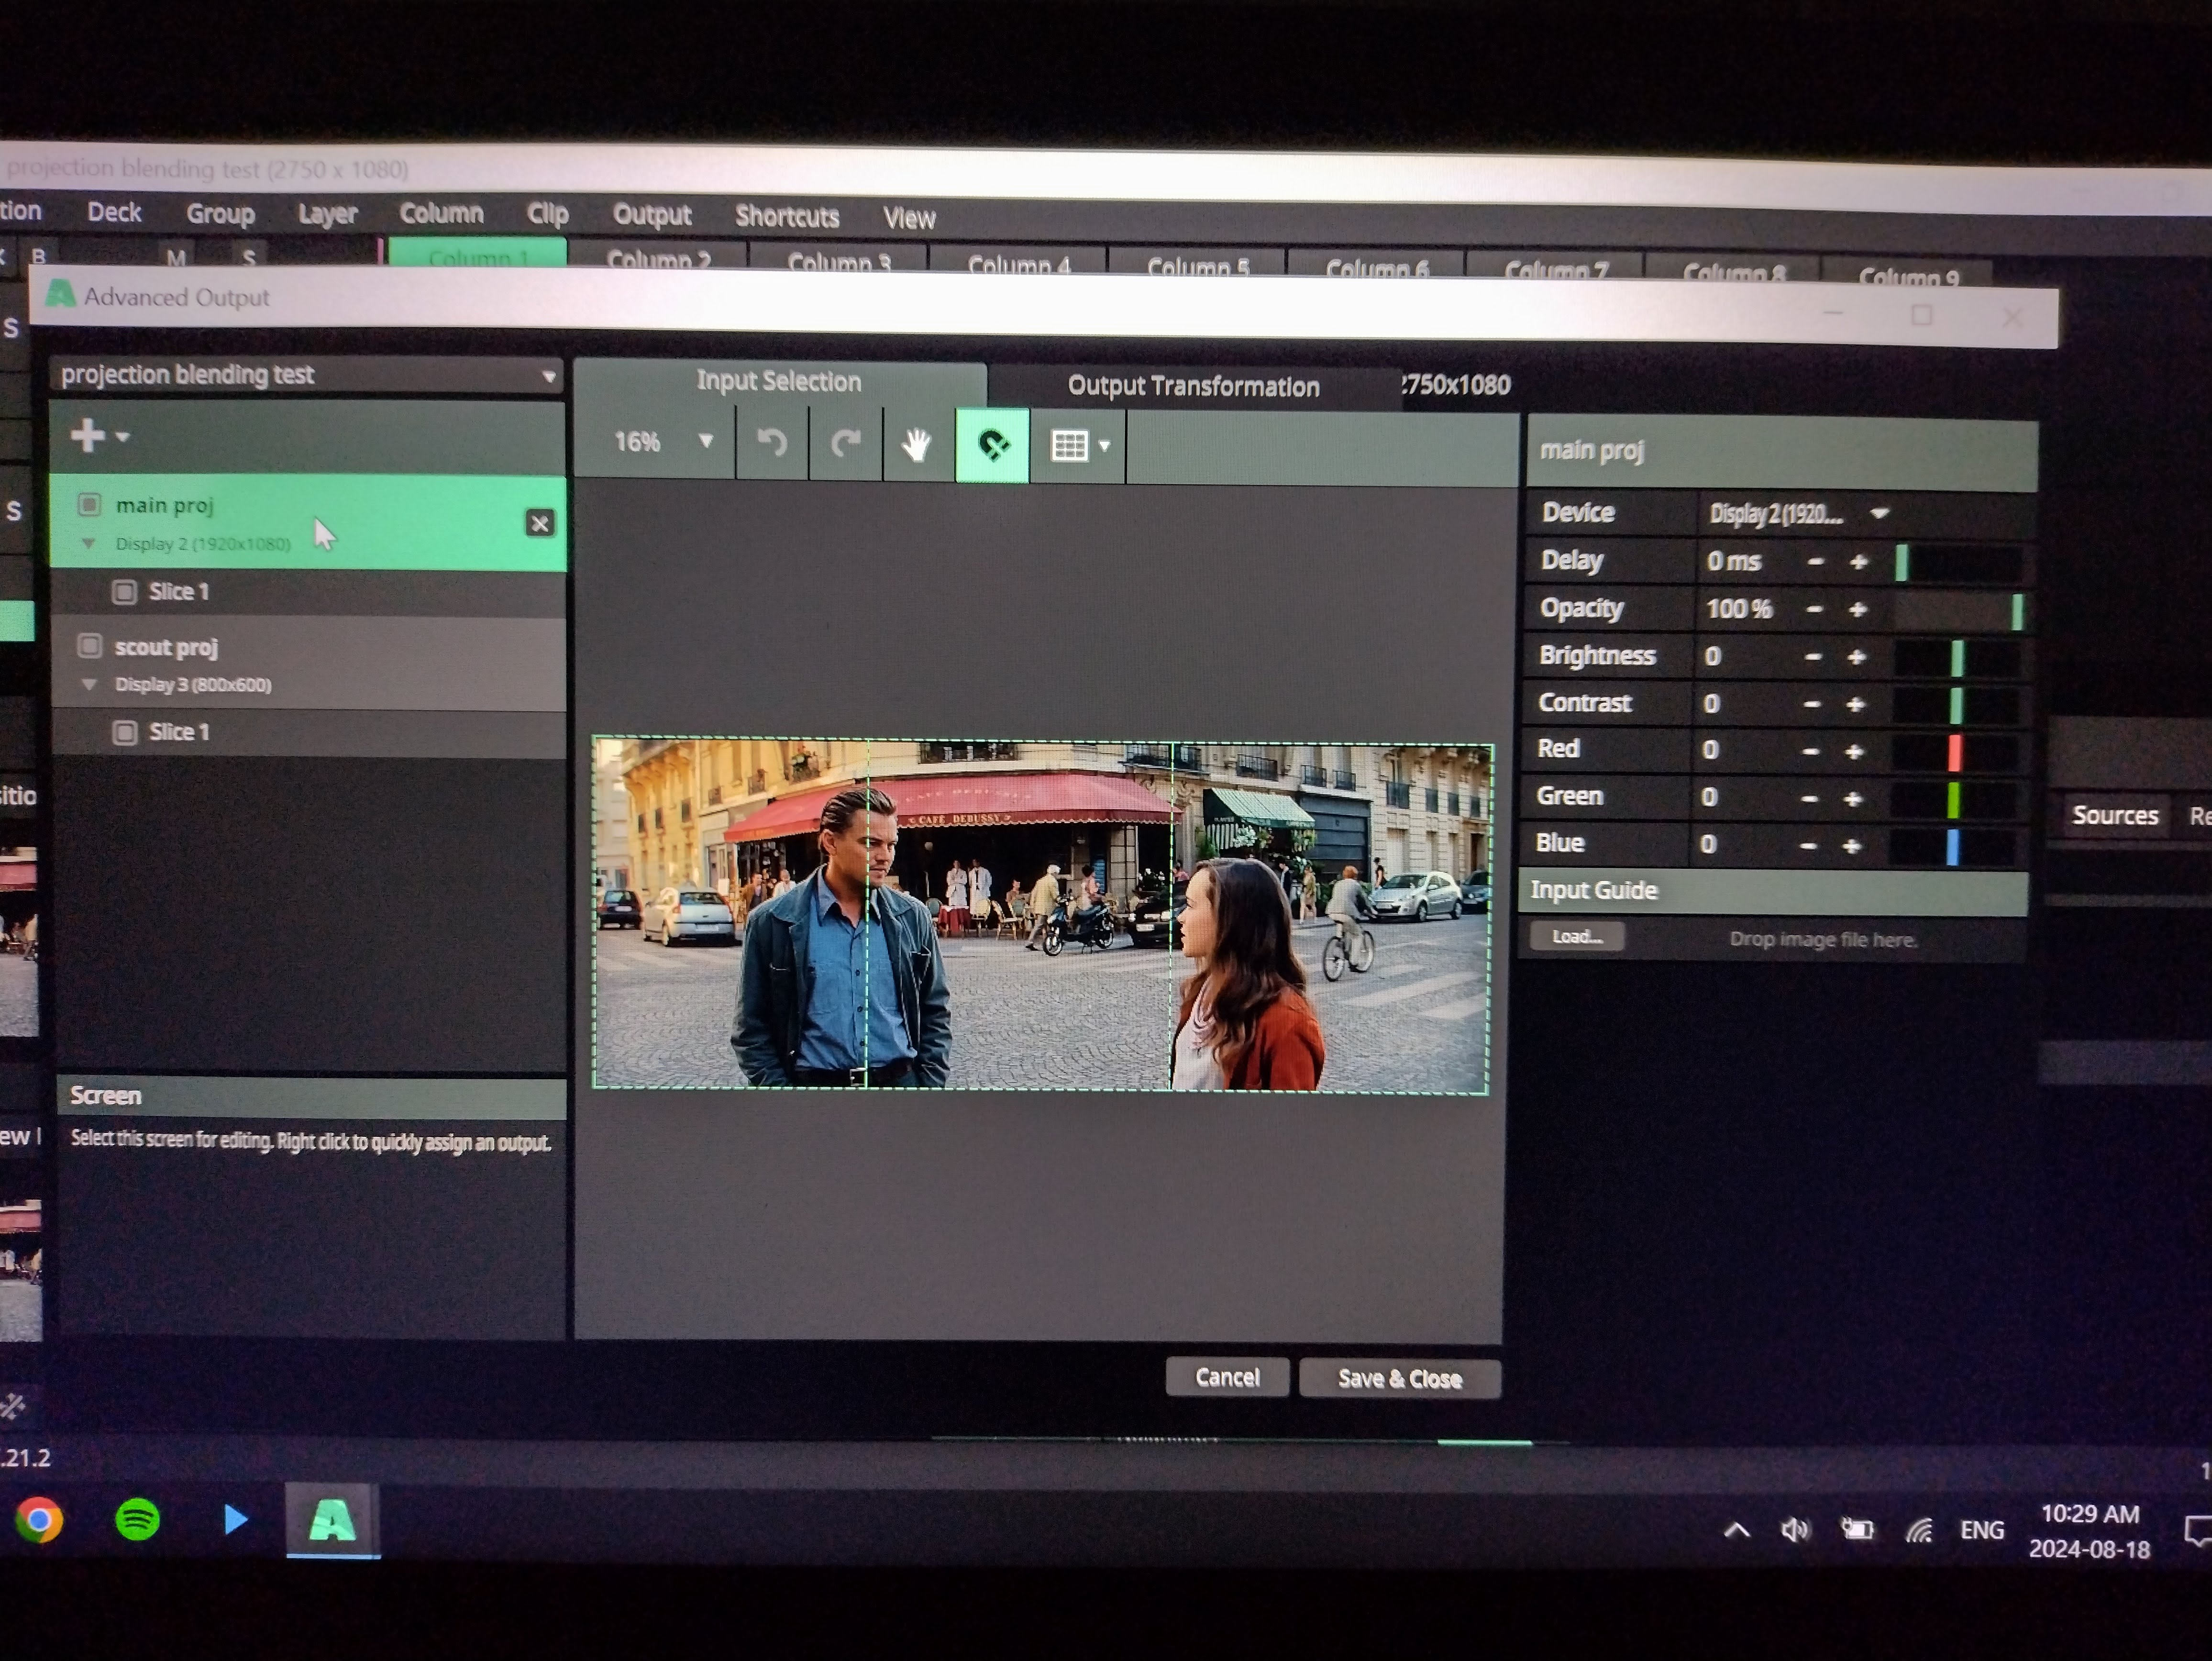 projection blending test (2750 x 1080)
tion Deck Group Layer Column Clip Output Shortcuts View
B M S Column 1 Column 2 Column 3 Column 4 Column 5 Column 6 Column 7 Column 8 Column 9
Advanced Output
S
projection blending test
Input Selection
Output Transformation
2750x1080
16%
main proj
main proj
Display 2 (1920x1080)
S
Slice 1
scout proj
Display 3 (800x600)
Slice 1
Device Display 2 (1920...
Delay 0 ms - +
Opacity 100 % - +
Brightness 0 - +
Contrast 0 - +
Red 0 - +
Green 0 - +
Blue 0 - +
Input Guide
Load... Drop image file here.
Sources Re
CAFÉ DEBUSSY
sitio
Screen
Select this screen for editing. Right click to quickly assign an output.
ew
Cancel
Save & Close
.21.2
1
ENG
10:29 AM
2024-08-18